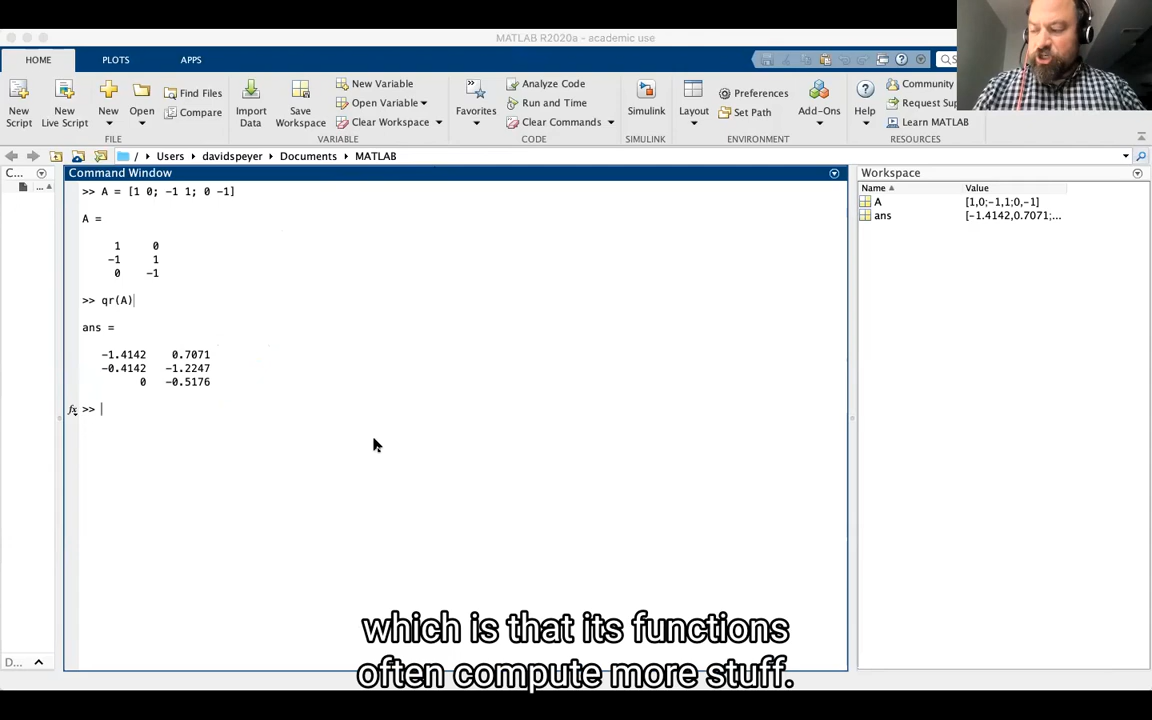 MATLAB R2020a - academic use
HOME
PLOTS
APPS
New Script
New Live Script
New
Open
Find Files
Compare
FILE
Import Data
Save Workspace
New Variable
Open Variable
Clear Workspace
VARIABLE
Favorites
Analyze Code
Run and Time
Clear Commands
CODE
Simulink
SIMULINK
Layout
Preferences
Set Path
Add-Ons
ENVIRONMENT
Help
Community
Request Sup
Learn MATLAB
RESOURCES
/ Users davidspeyer Documents MATLAB
C...
Command Window
>> A = [1 0; -1 1; 0 -1]
A =
1 0
-1 1
0 -1
>> qr(A)
ans =
-1.4142 0.7071
-0.4142 -1.2247
0 -0.5176
fx >>
Workspace
Name Value
A [1,0;-1,1;0,-1]
ans [-1.4142,0.7071;...
D...
which is that its functions
often compute more stuff.